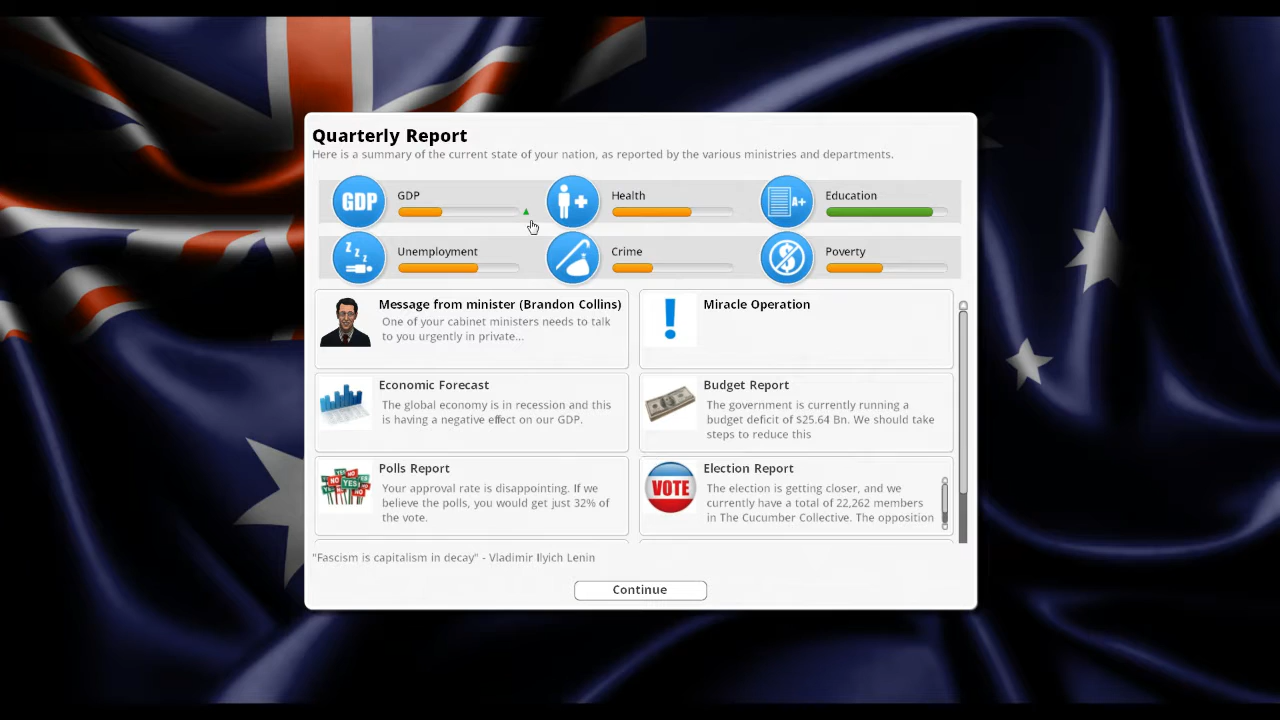 Quarterly Report
Here is a summary of the current state of your nation, as reported by the various ministries and departments.
GDP
GDP
Health
A+
Education
Z Z Z
Unemployment
Crime
Poverty
Message from minister (Brandon Collins)
One of your cabinet ministers needs to talk
to you urgently in private...
!
Miracle Operation
Economic Forecast
The global economy is in recession and this
is having a negative effect on our GDP.
Budget Report
The government is currently running a
budget deficit of $25.64 Bn. We should take
steps to reduce this
NO
YES
NO
YES
NO
Polls Report
Your approval rate is disappointing. If we
believe the polls, you would get just 32% of
the vote.
VOTE
Election Report
The election is getting closer, and we
currently have a total of 22,262 members
in The Cucumber Collective. The opposition
"Fascism is capitalism in decay" - Vladimir Ilyich Lenin
Continue